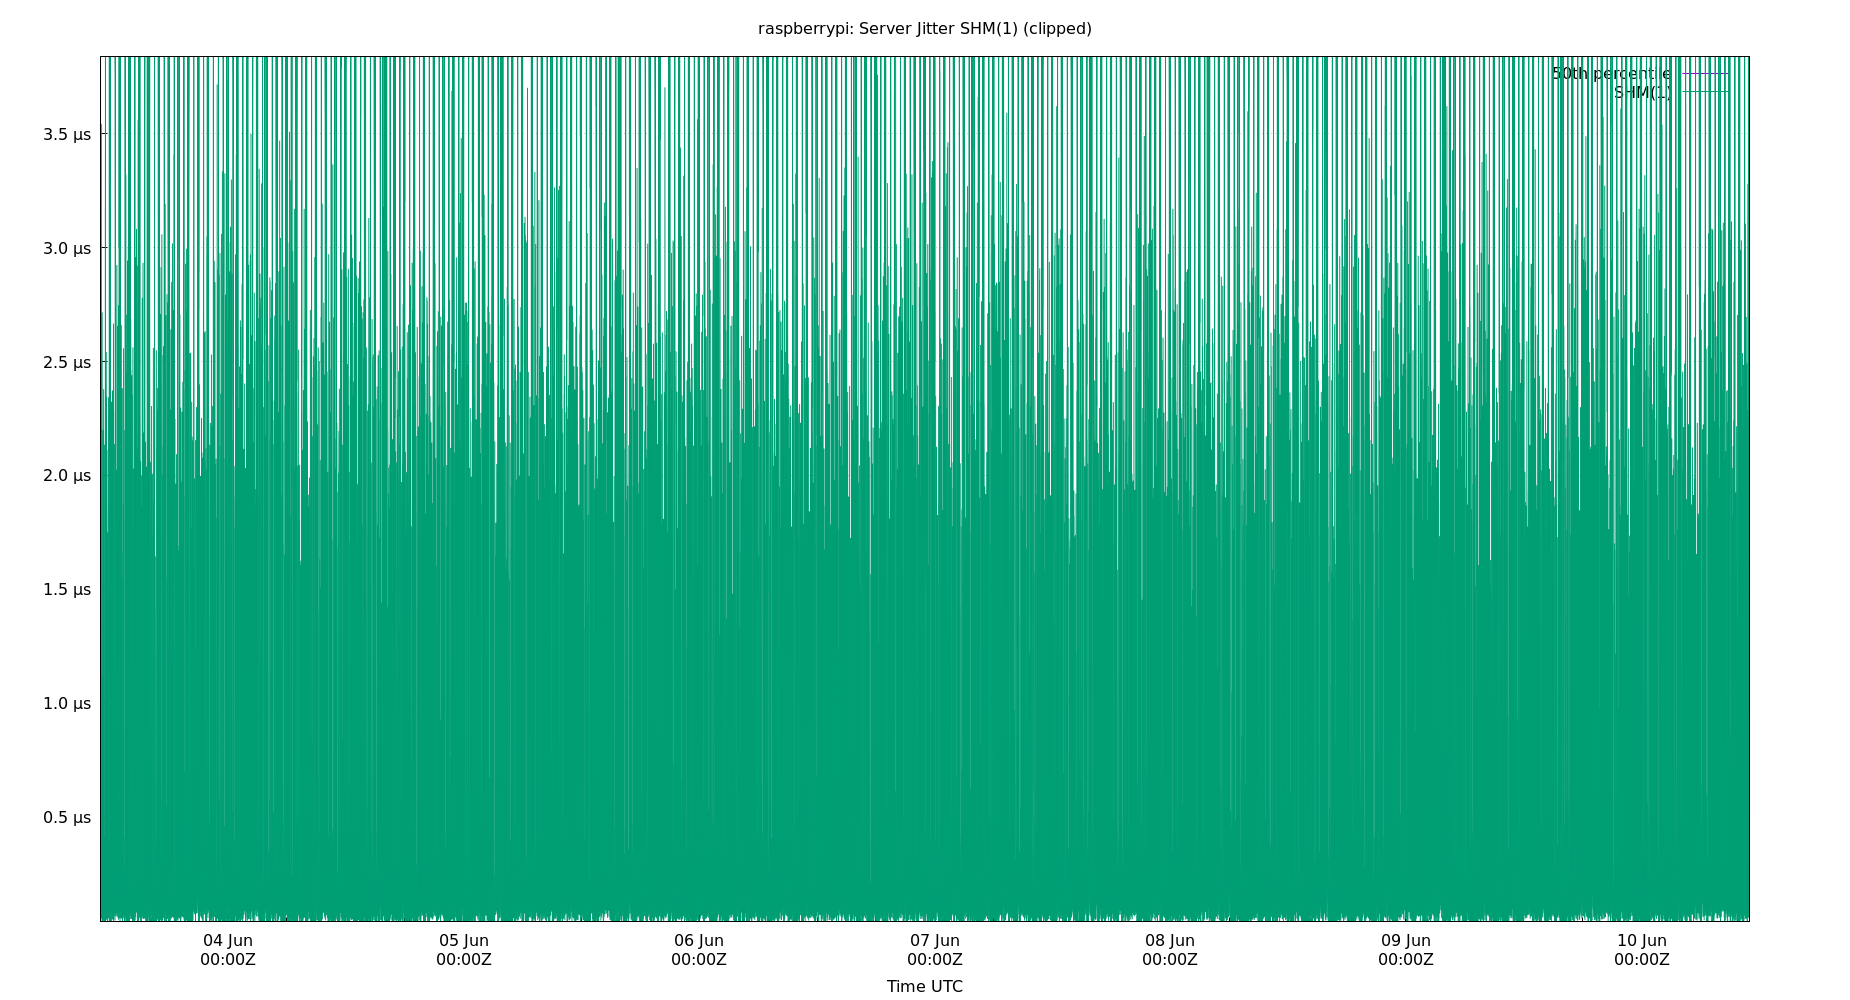 raspberrypi: Server Jitter SHM(1) (clipped)
50th percentile
SHM(1)
3.5 μs
3.0 μs
2.5 μs
2.0 μs
1.5 μs
1.0 μs
0.5 μs
04 Jun 05 Jun 06 Jun 07 Jun 08 Jun 09 Jun 10 Jun
00:00Z 00:00Z 00:00Z 00:00Z 00:00Z 00:00Z 00:00Z
Time UTC